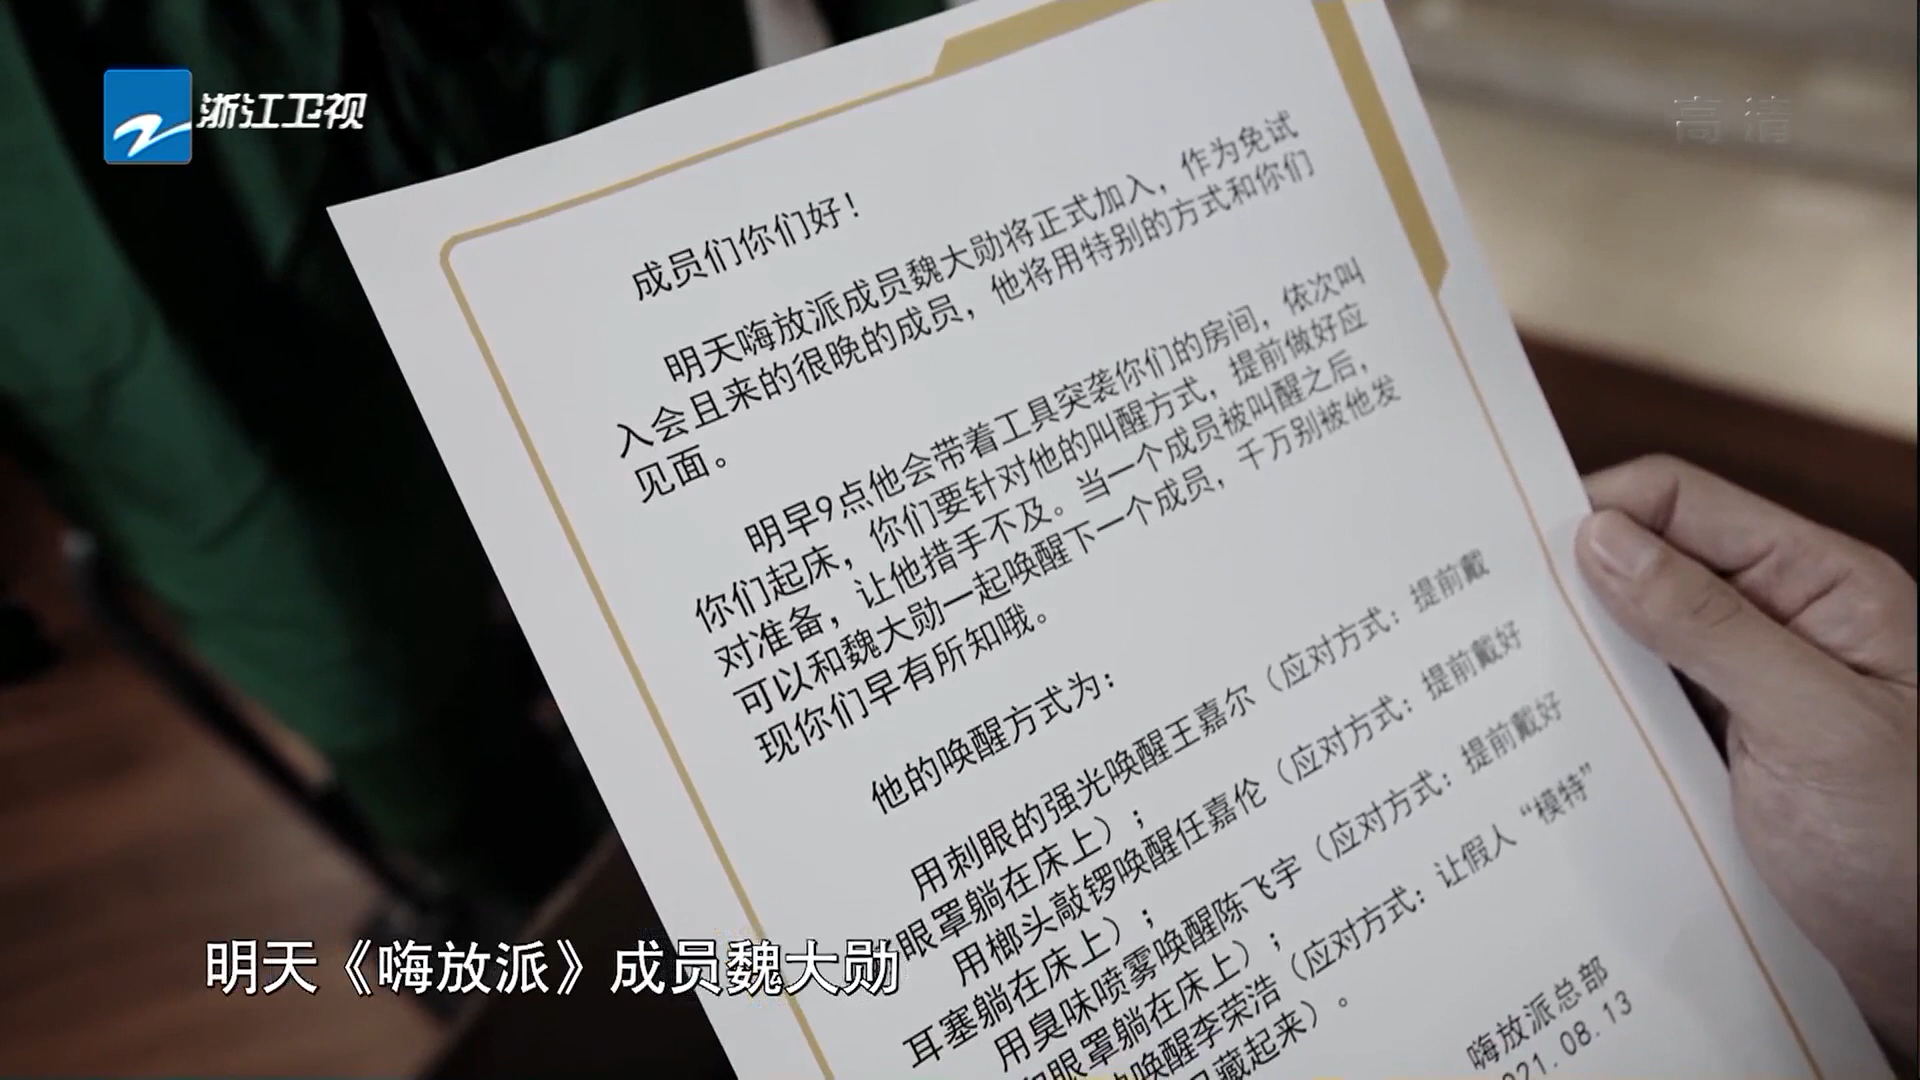 浙江卫视
高清
成员们你们好！
明天嗨放派成员魏大勋将正式加入，作为免试
入会且来的很晚的成员，他将用特别的方式和你们
见面。
明早9点他会带着工具突袭你们的房间，依次叫
你们起床，你们要针对他的叫醒方式，提前做好应
对准备，让他措手不及。当一个成员被叫醒之后，
可以和魏大勋一起唤醒下一个成员，千万别被他发
现你们早有所知哦。
他的唤醒方式为：
用刺眼的强光唤醒王嘉尔（应对方式：提前戴
眼罩躺在床上）；
用榔头敲锣唤醒任嘉伦（应对方式：提前戴好
耳塞躺在床上）；
用臭味喷雾唤醒陈飞宇（应对方式：提前戴好
眼罩躺在床上）；
唤醒李荣浩（应对方式：让假人“模特”
藏起来）。
嗨放派总部
021.08.13
明天《嗨放派》成员魏大勋